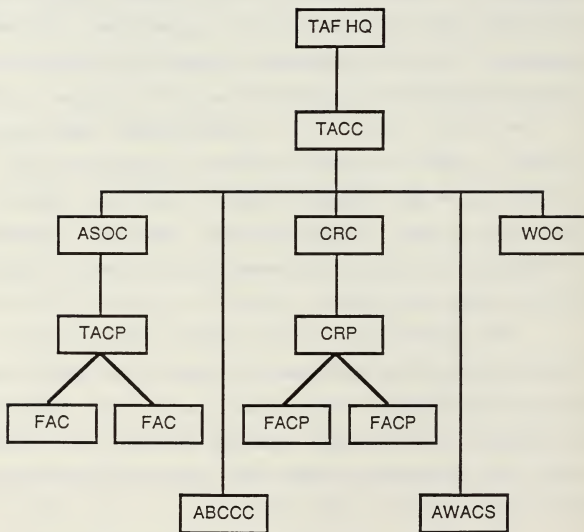 TAF HQ
TACC
ASOC
CRC
WOC
TACP
CRP
FAC
FAC
FACP
FACP
ABCCC
AWACS